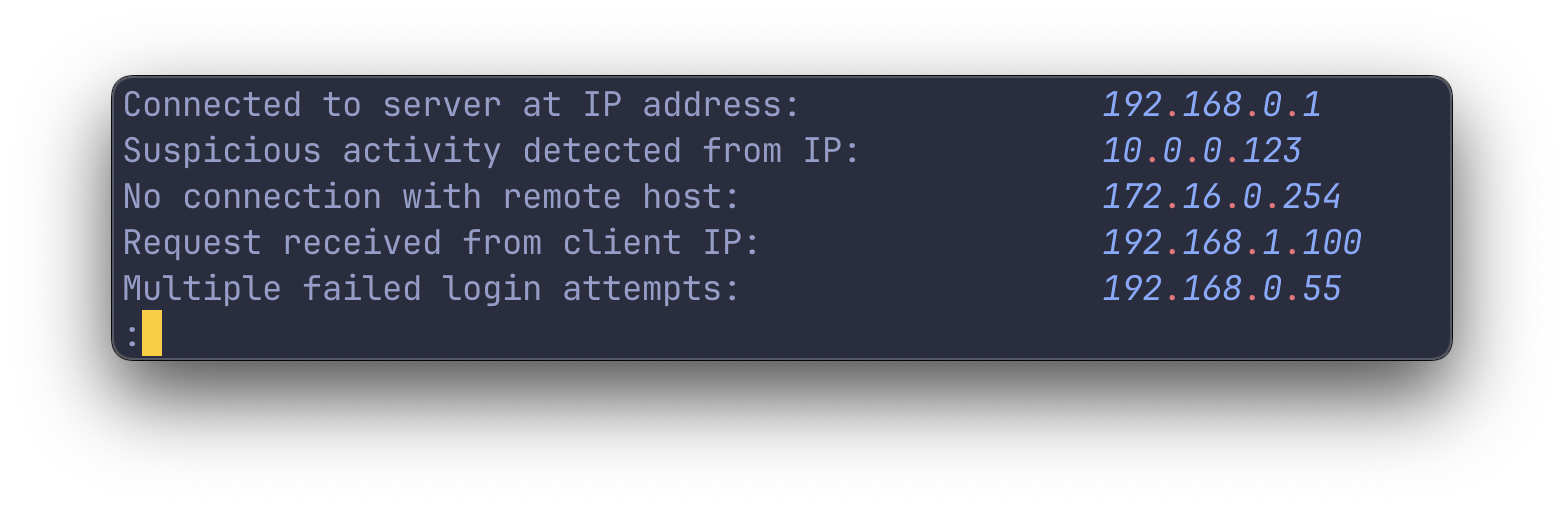 Connected to server at IP address: 192.168.0.1
Suspicious activity detected from IP: 10.0.0.123
No connection with remote host: 172.16.0.254
Request received from client IP: 192.168.1.100
Multiple failed login attempts: 192.168.0.55
: